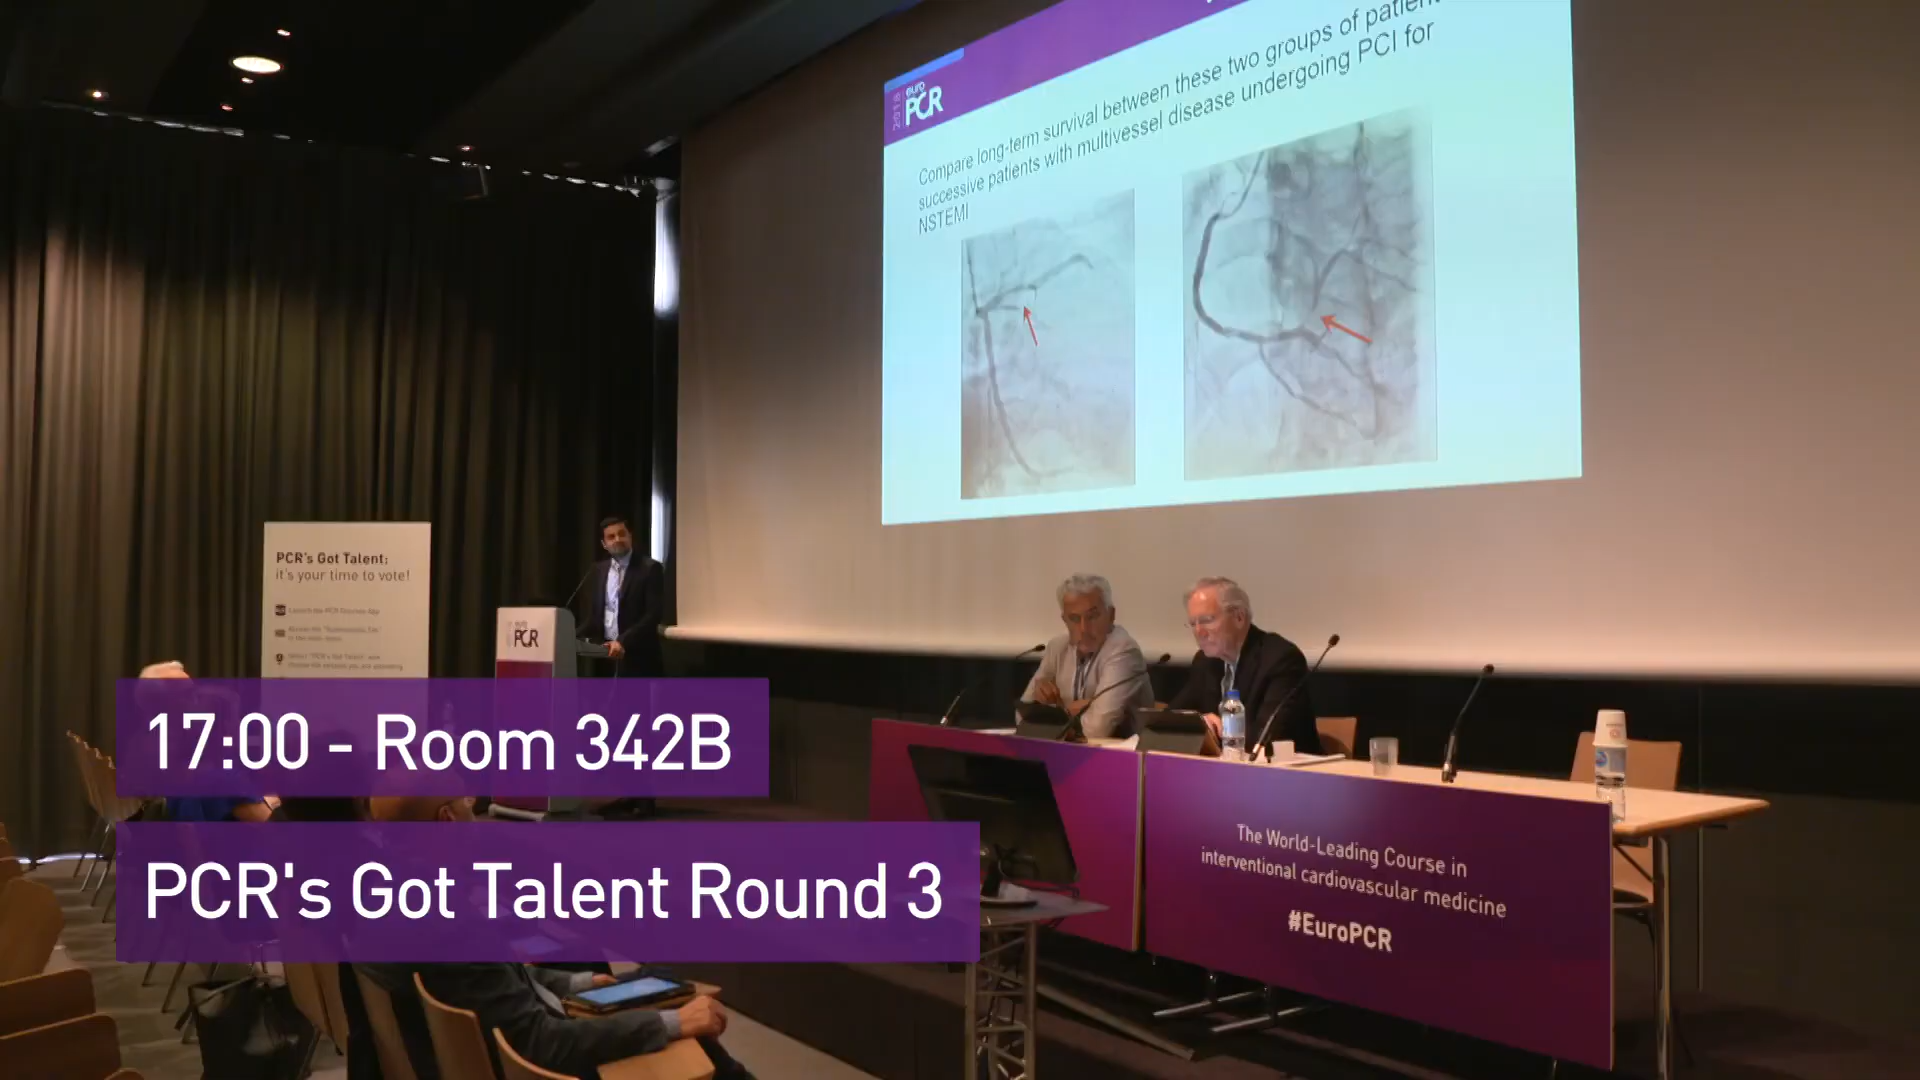 2018 euro
PCR
Compare long-term survival between these two groups of patient
successive patients with multivessel disease undergoing PCI for
NSTEMI
PCR's Got Talent:
it's your time to vote!
euro
PCR
17:00 - Room 342B
PCR's Got Talent Round 3
The World-Leading Course in
interventional cardiovascular medicine
#EuroPCR